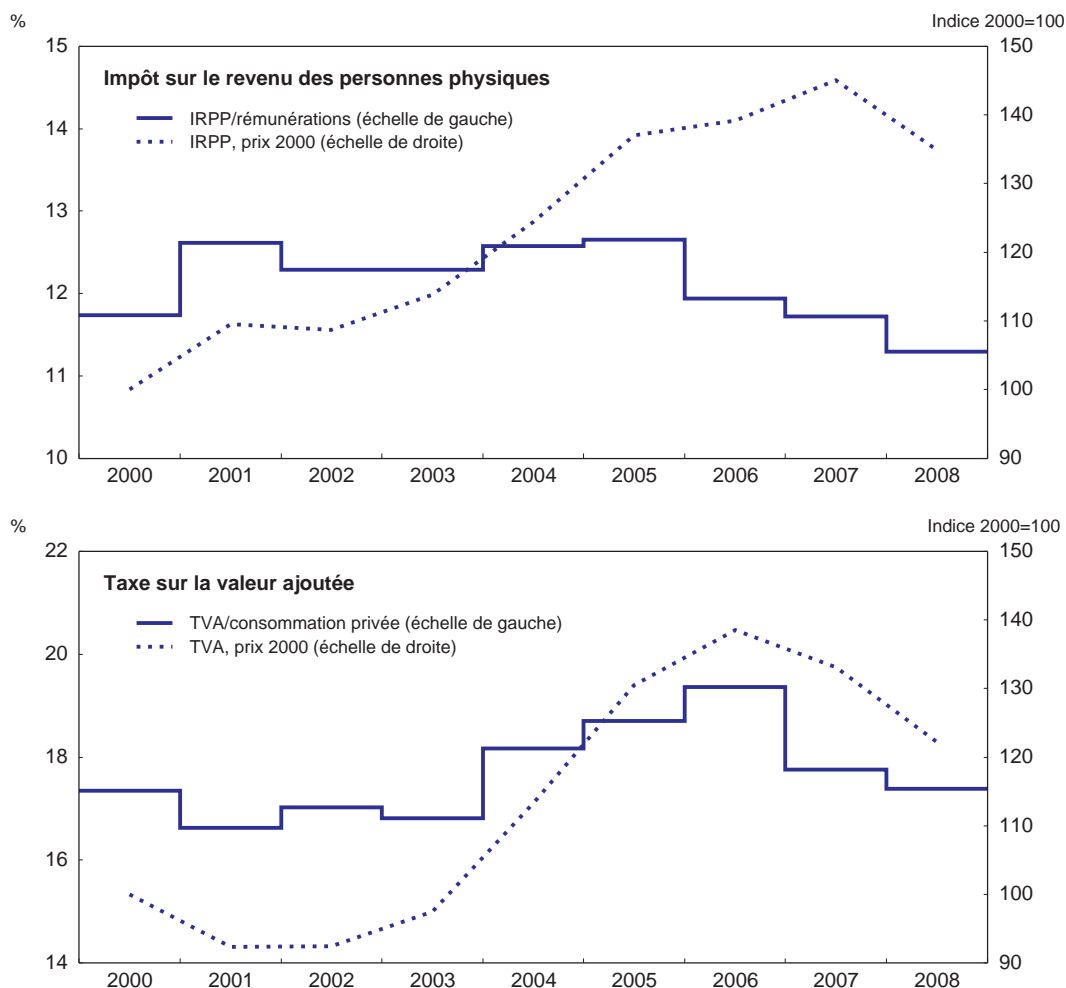 % Indice 2000=100
15 150
Impôt sur le revenu des personnes physiques
IRPP/rémunérations (échelle de gauche)
14 140
IRPP, prix 2000 (échelle de droite)
130
13
120
12
110
11
100
10 90
2000 2001 2002 2003 2004 2005 2006 2007 2008
% Indice 2000=100
22 150
Taxe sur la valeur ajoutée
TVA/consommation privée (échelle de gauche)
140
20
TVA, prix 2000 (échelle de droite)
130
18 120
110
16
100
14 90
2000 2001 2002 2003 2004 2005 2006 2007 2008